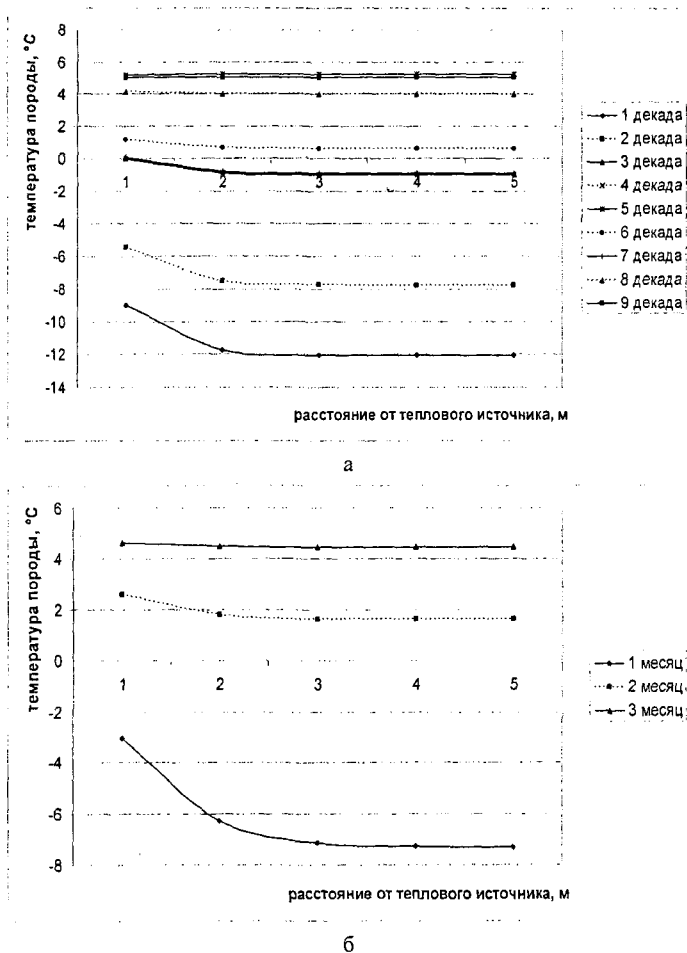 температура породы, °С
8
6
4
2
0
-2
-4
-6
-8
-10
-12
-14
1 2 3 4 5
расстояние от теплового источника, м
1 декада
2 декада
3 декада
4 декада
5 декада
6 декада
7 декада
8 декада
9 декада
а
температура породы, °С
6
4
2
0
-2
-4
-6
-8
1 2 3 4 5
расстояние от теплового источника, м
1 месяц
2 месяц
3 месяц
б